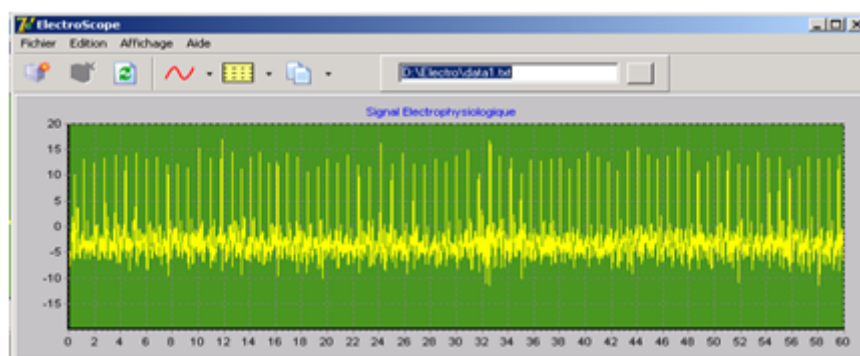 ElectroScope
Fichier Edition Affichage Aide
D:\Electro\data1.txt
Signal Electrophysiologique
20
15
10
5
0
-5
-10
-15
0 2 4 6 8 10 12 14 16 18 20 22 24 26 28 30 32 34 36 38 40 42 44 46 48 50 52 54 56 58 60